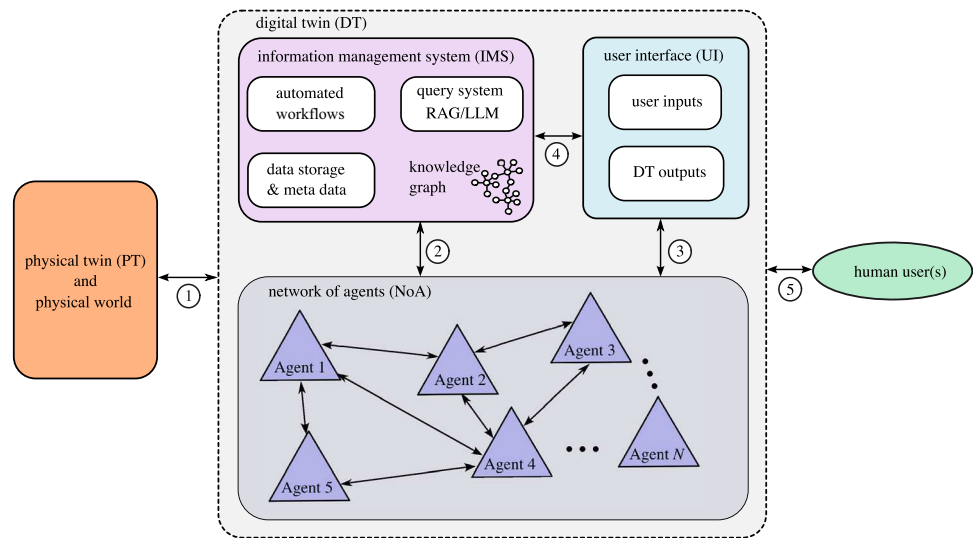 digital twin (DT)
information management system (IMS)
automated
workflows
query system
RAG/LLM
data storage
& meta data
knowledge
graph
user interface (UI)
user inputs
DT outputs
4
2
3
physical twin (PT)
and
physical world
1
network of agents (NoA)
Agent 1
Agent 2
Agent 3
Agent 4
Agent 5
Agent N
5
human user(s)